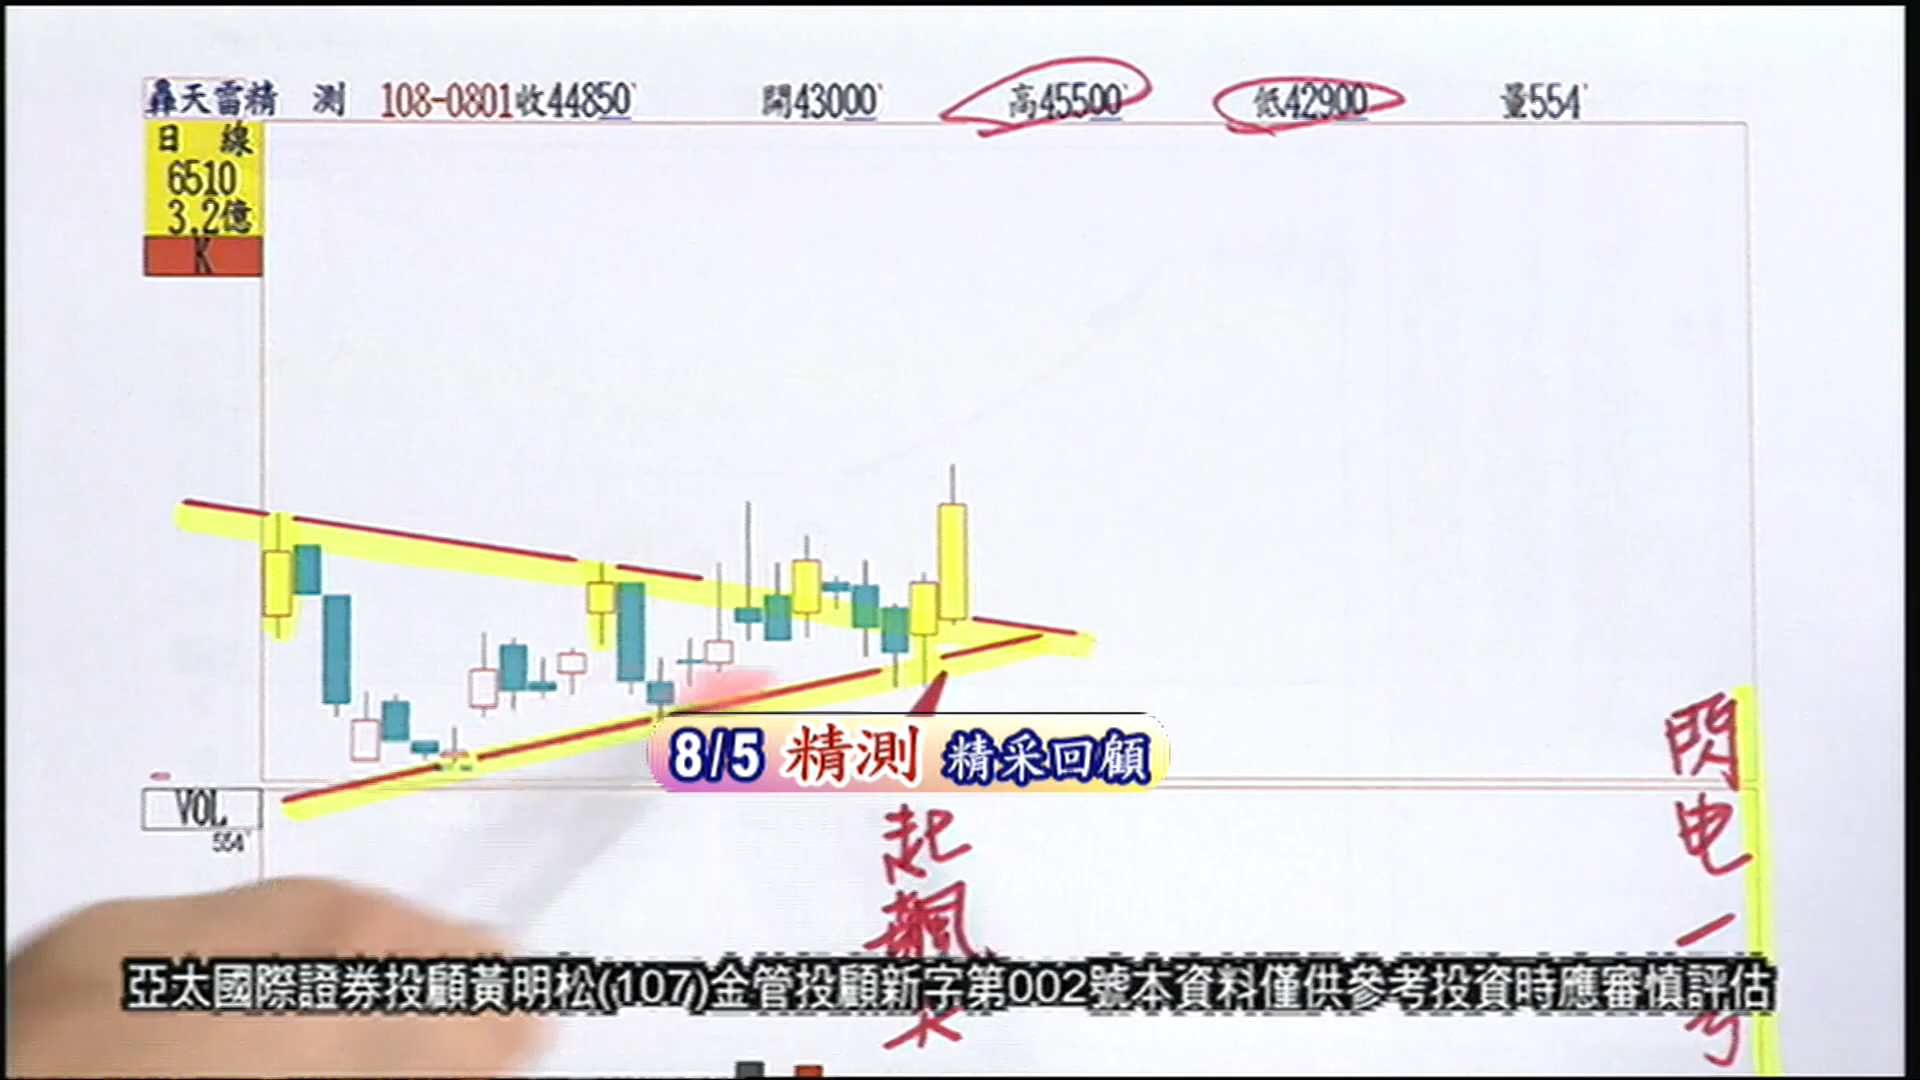 轟天雷精 測 108-0801收44850 開43000 高45500 低42900 量554
日 線
6510
3.2億
K
8/5 精測 精采回顧
VOL
554
起飆
閃电一
亞太國際證券投顧黃明松(107)金管投顧新字第002號本資料僅供參考投資時應審慎評估